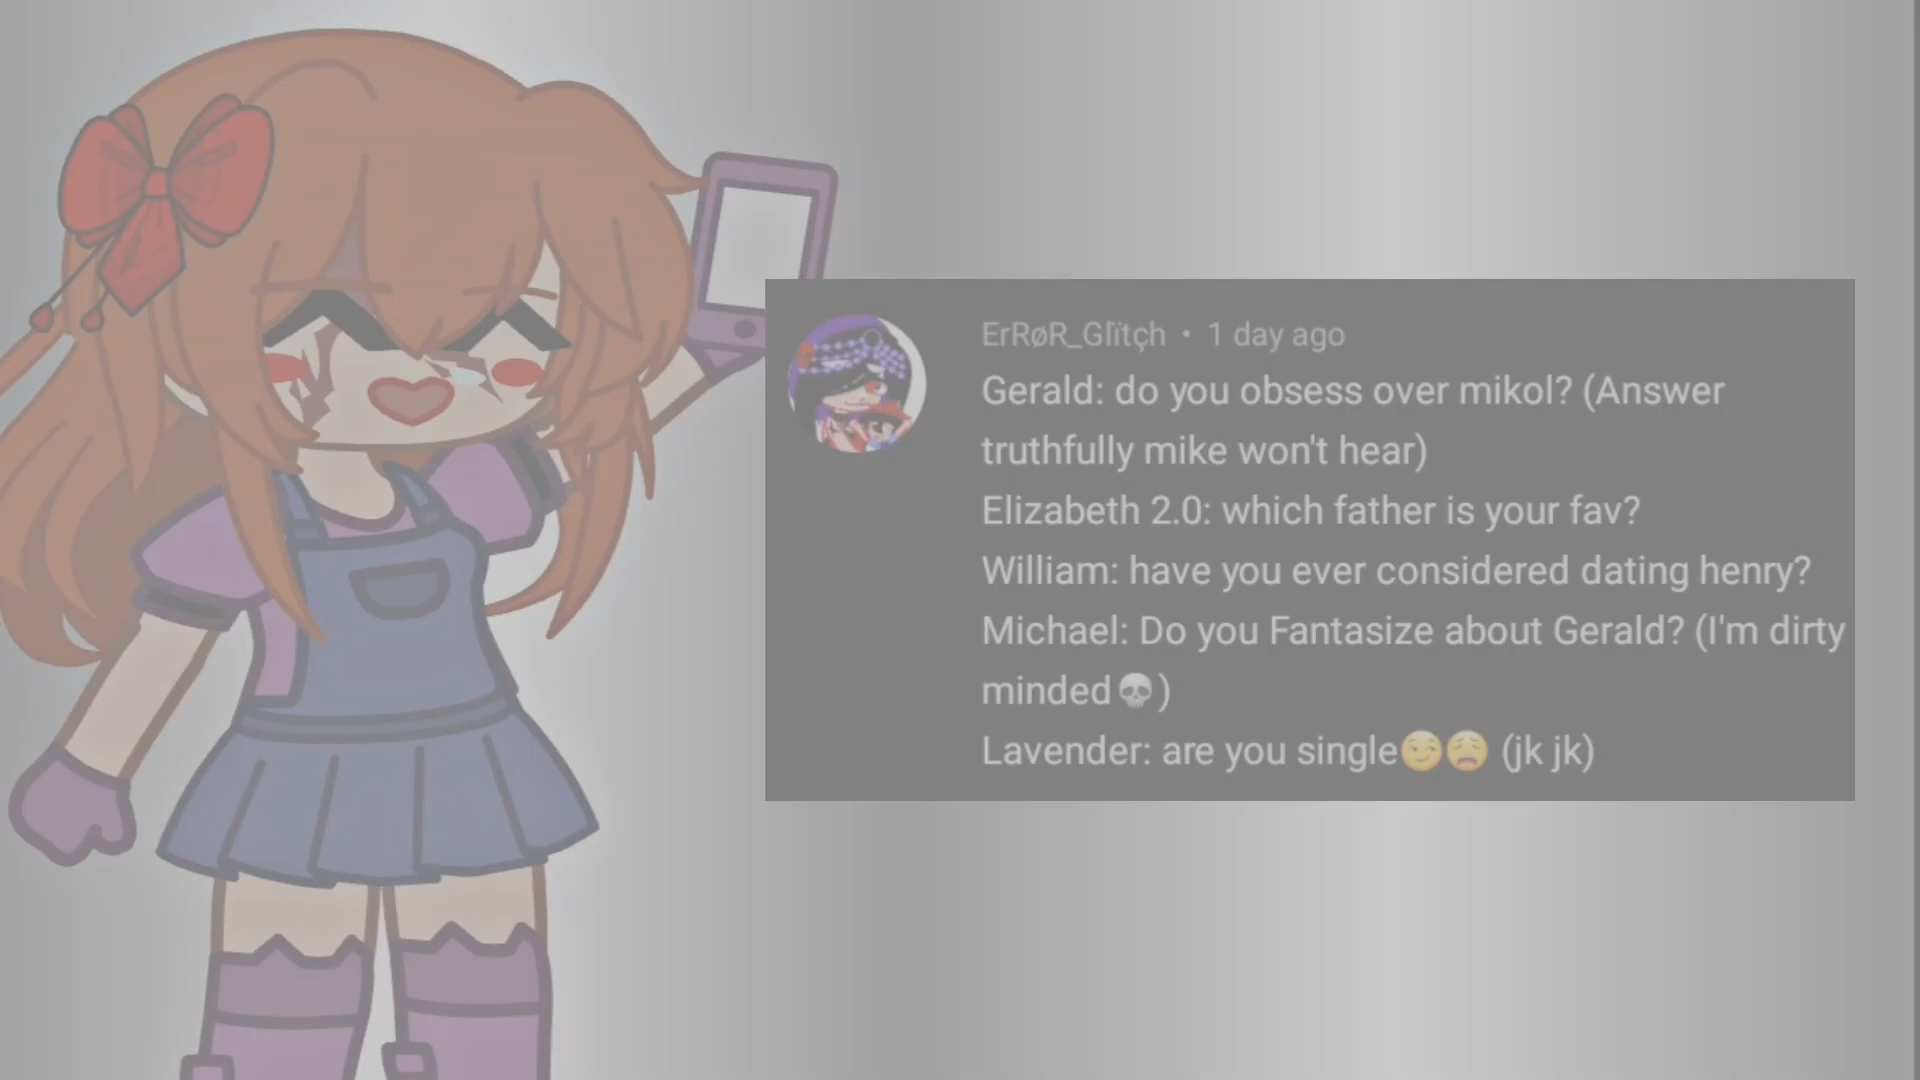 ErRøR_Glïtçh • 1 day ago
Gerald: do you obsess over mikol? (Answer
truthfully mike won't hear)
Elizabeth 2.0: which father is your fav?
William: have you ever considered dating henry?
Michael: Do you Fantasize about Gerald? (I'm dirty
minded💀)
Lavender: are you single😏😩 (jk jk)